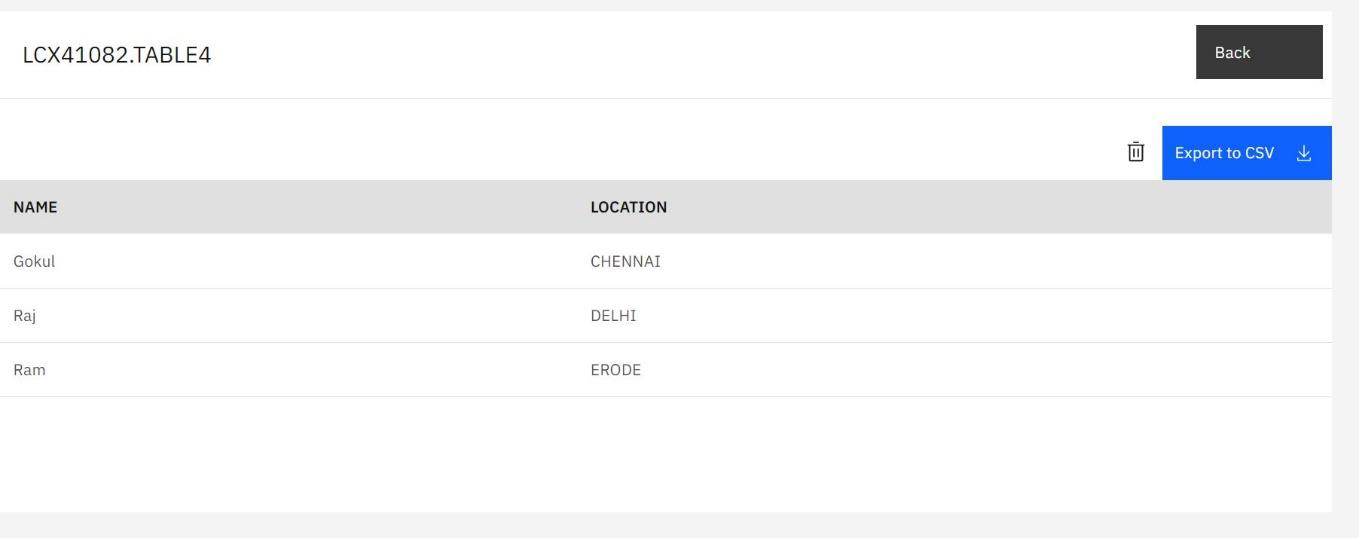 LCX41082.TABLE4
Back
Export to CSV
NAME LOCATION
Gokul CHENNAI
Raj DELHI
Ram ERODE